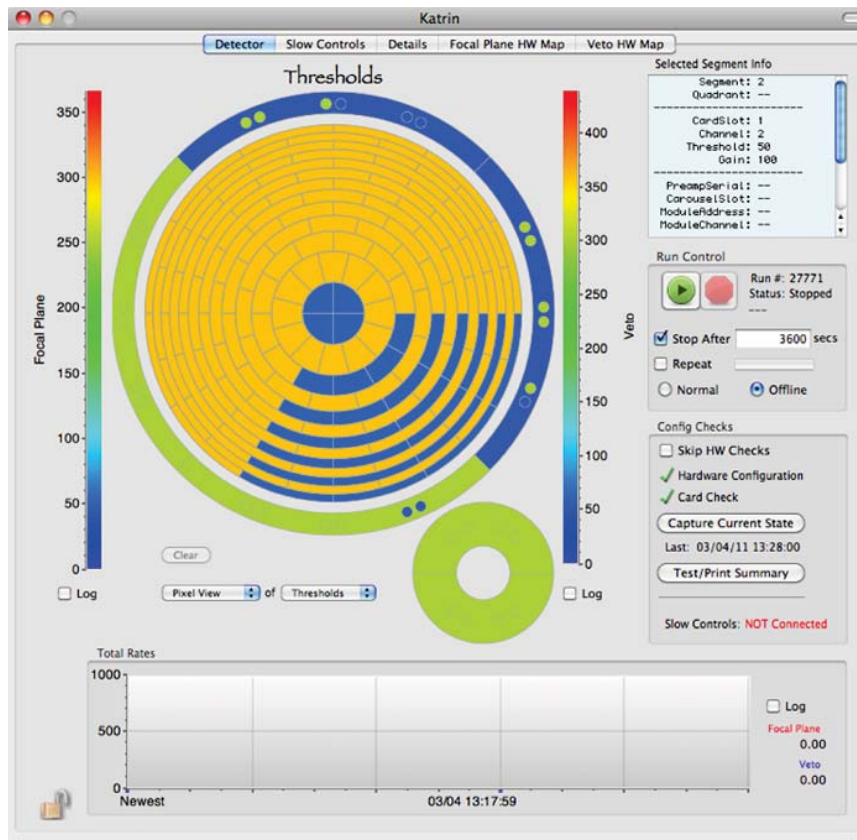 Katrin
Detector Slow Controls Details Focal Plane HW Map Veto HW Map
Thresholds
350
300
250
200
150
100
50
0
Focal Plane
Log
400
350
300
250
200
150
100
50
0
Veto
Log
Clear
Pixel View of Thresholds
Selected Segment Info
Segment: 2
Quadrant: --
CardSlot: 1
Channel: 2
Threshold: 50
Gain: 100
PreampSerial: --
CarouselSlot: --
ModuleAddress: --
ModuleChannel: --
Run Control
Run #: 27771
Status: Stopped
---
Stop After 3600 secs
Repeat
Normal Offline
Config Checks
Skip HW Checks
Hardware Configuration
Card Check
Capture Current State
Last: 03/04/11 13:28:00
Test/Print Summary
Slow Controls: NOT Connected
Total Rates
1000
500
0
Newest 03/04 13:17:59
Log
Focal Plane
0.00
Veto
0.00